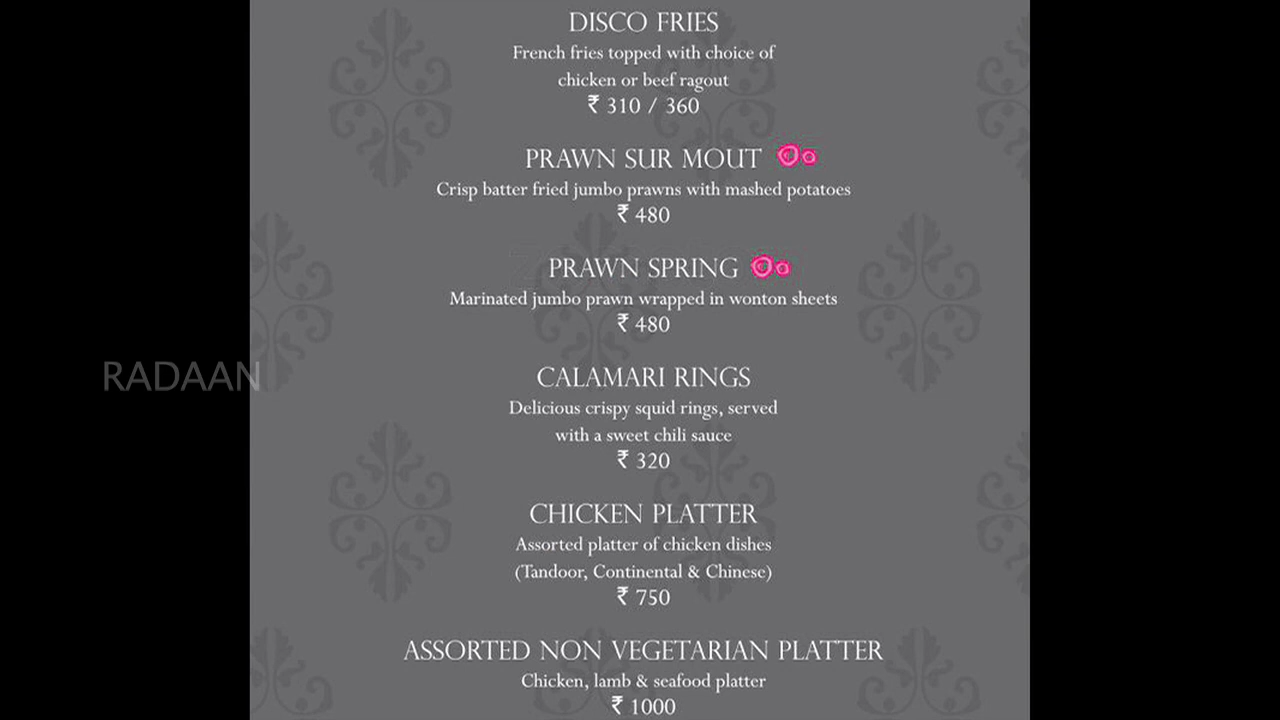 DISCO FRIES
French fries topped with choice of
chicken or beef ragout
₹ 310 / 360
PRAWN SUR MOUT
Crisp batter fried jumbo prawns with mashed potatoes
₹ 480
PRAWN SPRING
Marinated jumbo prawn wrapped in wonton sheets
₹ 480
RADAAN
CALAMARI RINGS
Delicious crispy squid rings, served
with a sweet chili sauce
₹ 320
CHICKEN PLATTER
Assorted platter of chicken dishes
(Tandoor, Continental & Chinese)
₹ 750
ASSORTED NON VEGETARIAN PLATTER
Chicken, lamb & seafood platter
₹ 1000